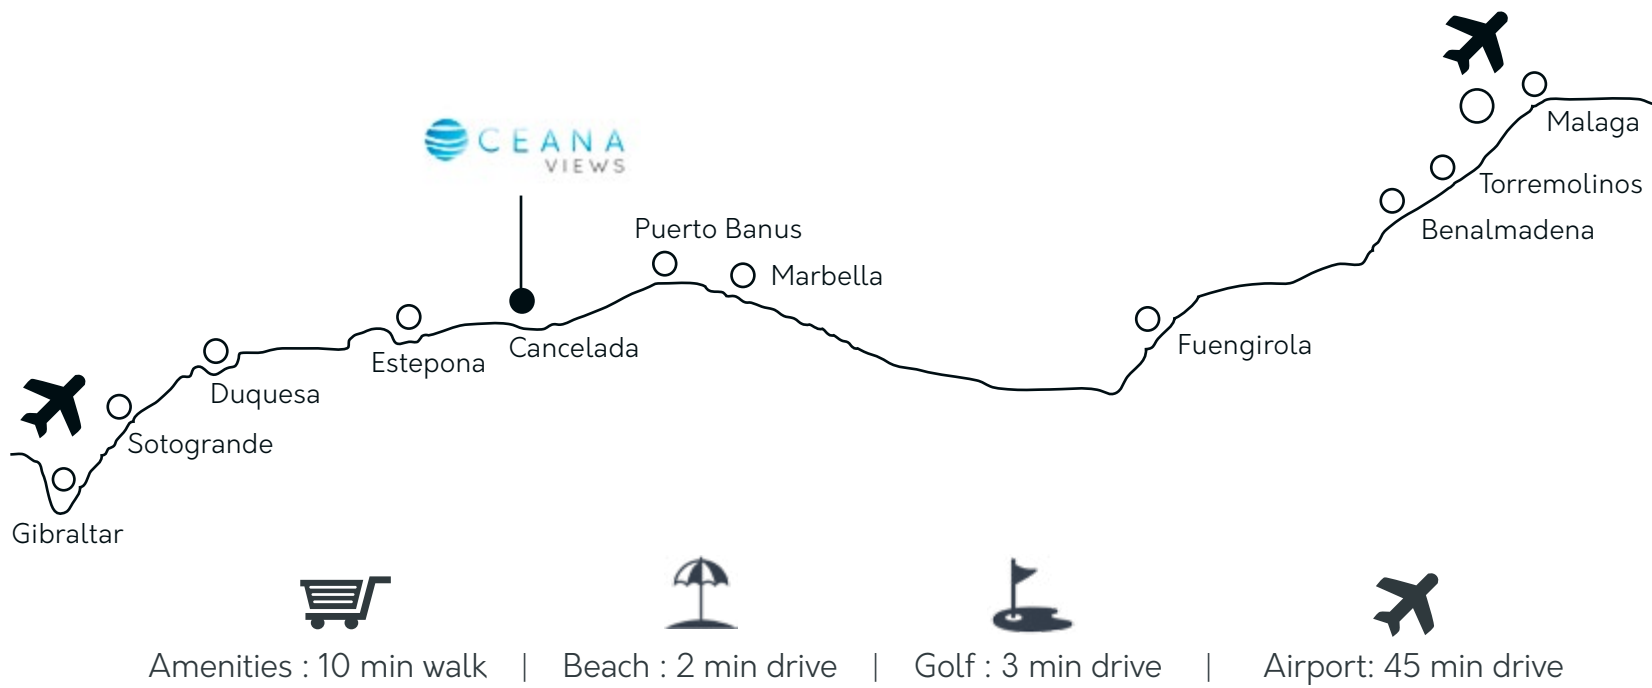 Malaga
CEANA
VIEWS
Torremolinos
Puerto Banus
Benalmadena
Marbella
Fuengirola
Cancelada
Estepona
Duquesa
Sotogrande
Gibraltar
Amenities : 10 min walk | Beach : 2 min drive | Golf : 3 min drive | Airport: 45 min drive